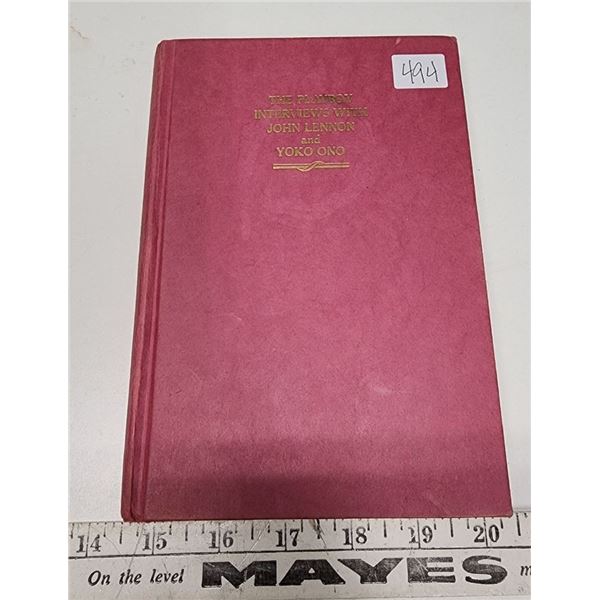 494
THE PLAYBOY
INTERVIEWS WITH
JOHN LENNON
and
YOKO ONO
14 15 16 17 18 19 20
On the level MAYES